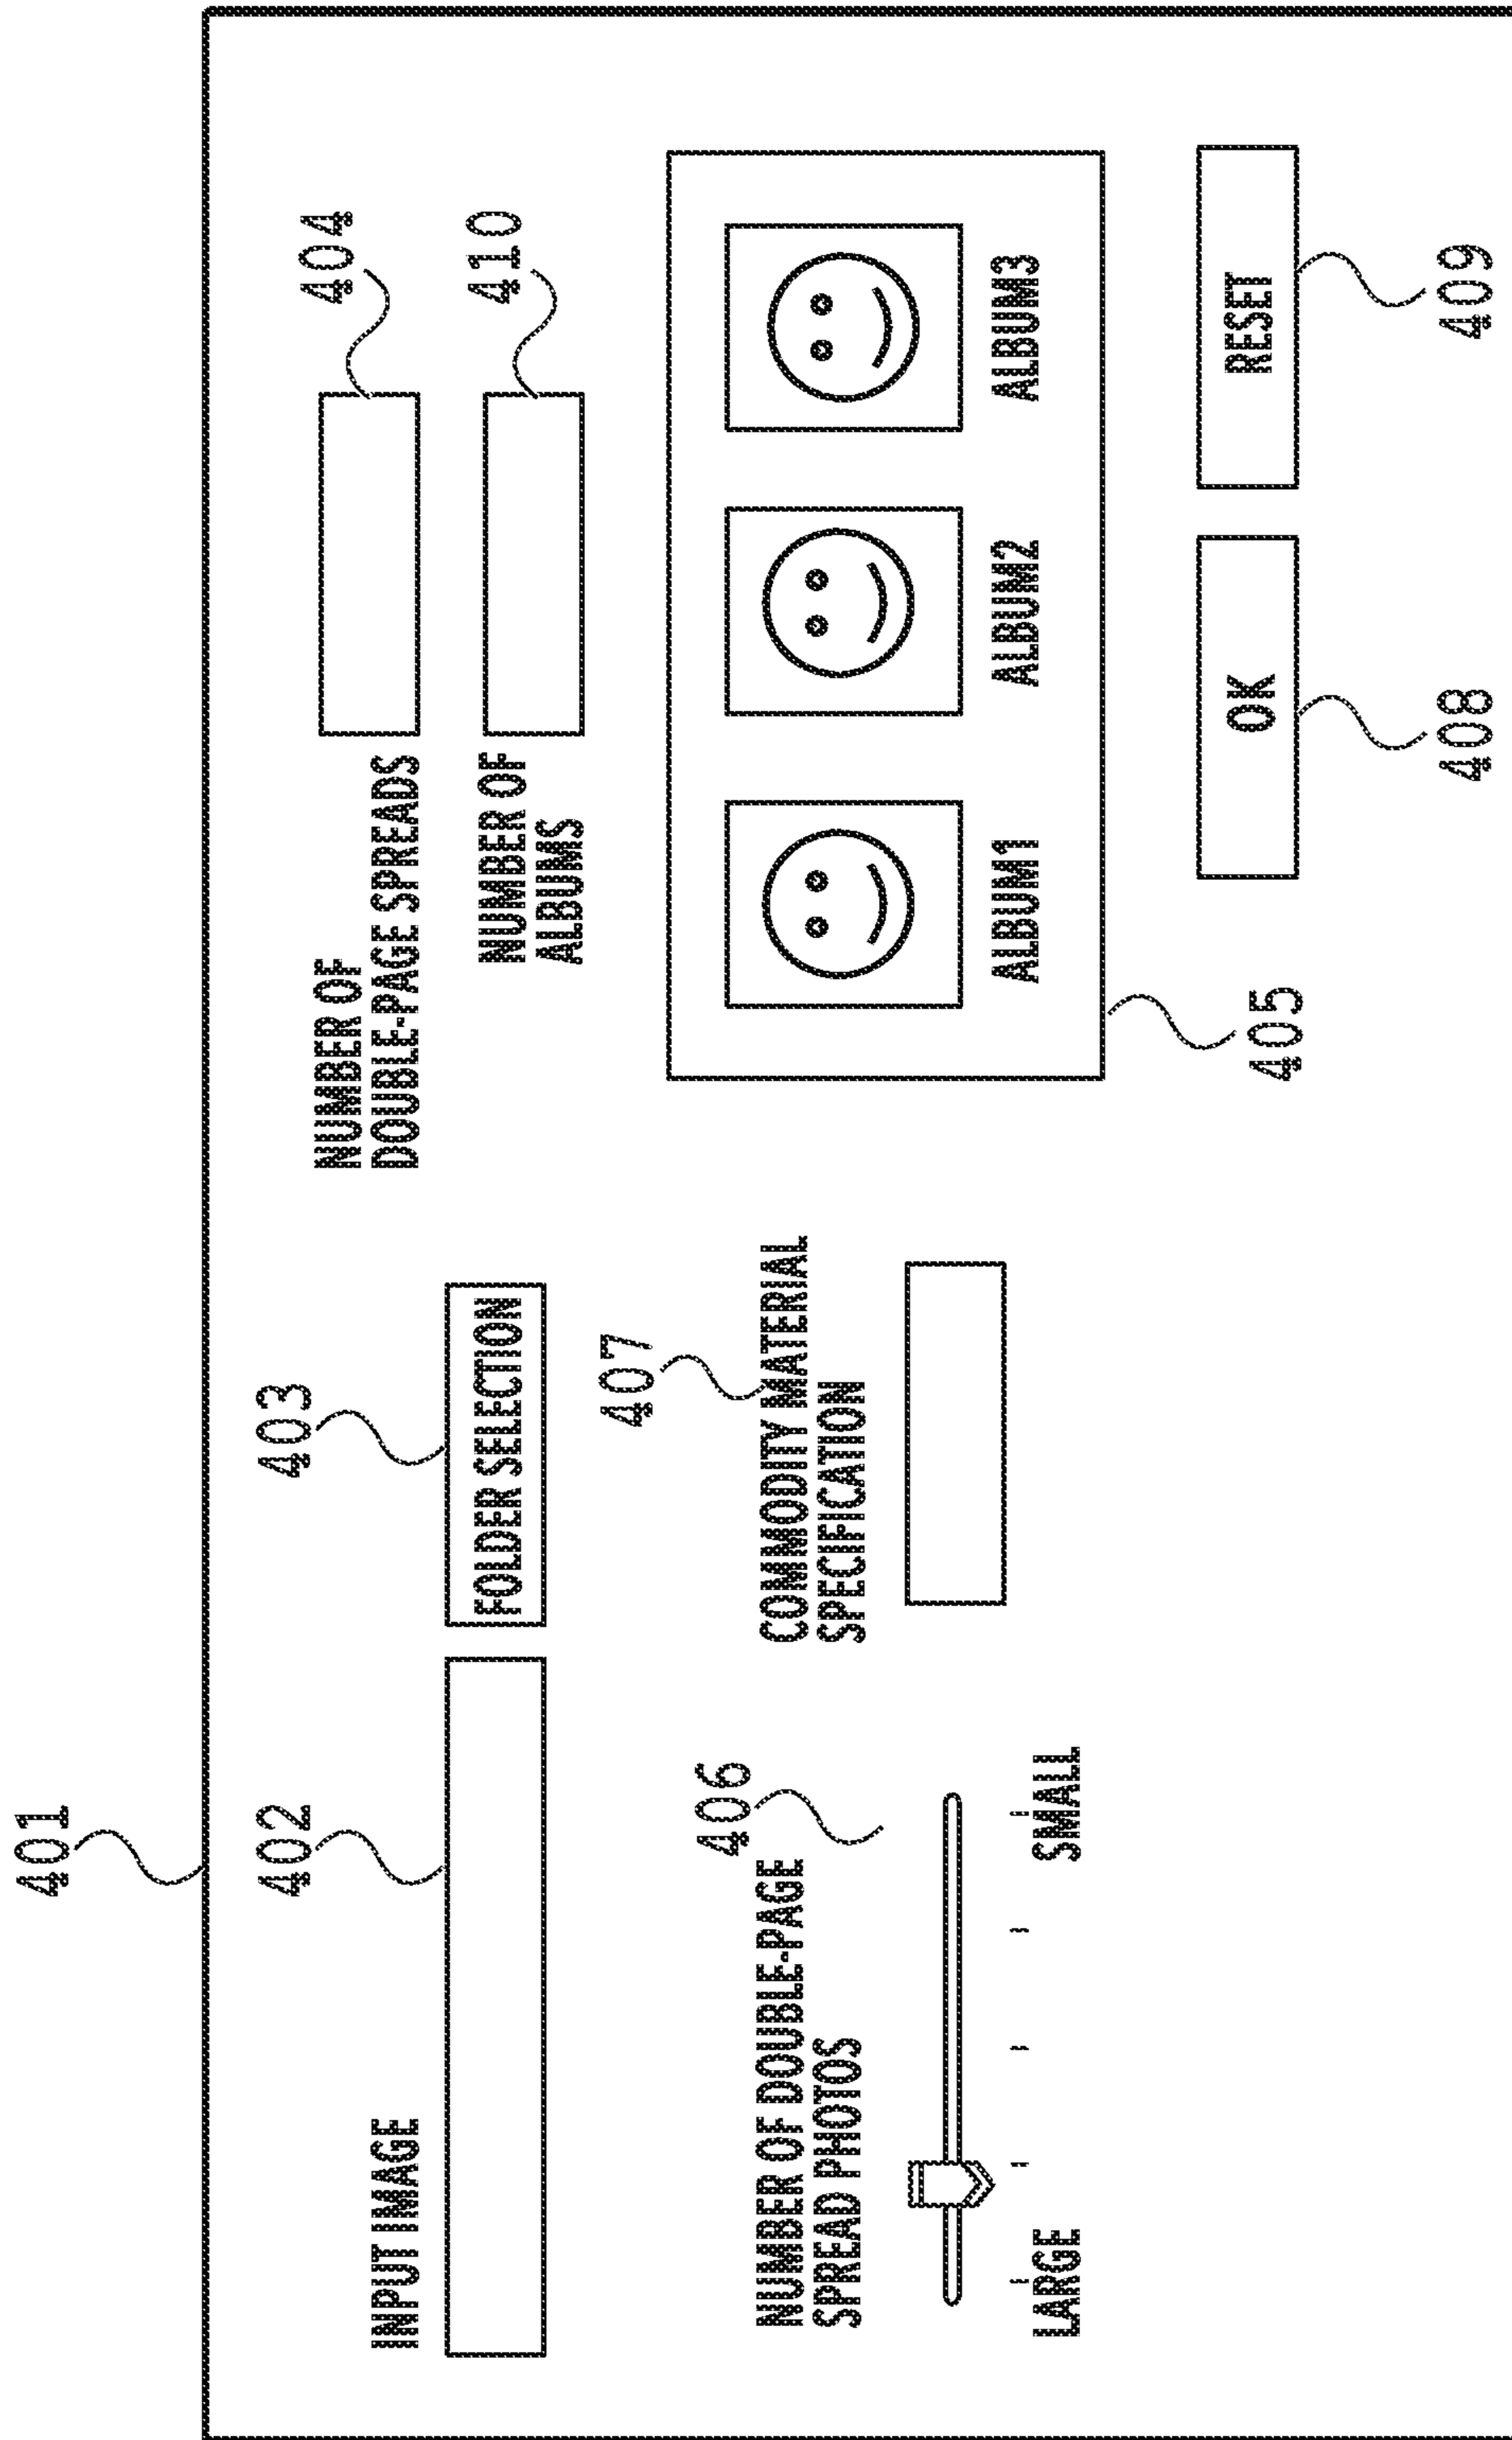 401
402
INPUT IMAGE
403
FOLDER SELECTION
404
NUMBER OF
DOUBLE-PAGE SPREADS
410
NUMBER OF
ALBUMS
406
NUMBER OF DOUBLE-PAGE
SPREAD PHOTOS
LARGE
SMALL
407
COMMODITY MATERIAL
SPECIFICATION
ALBUM1
ALBUM2
ALBUM3
405
OK
RESET
408
409